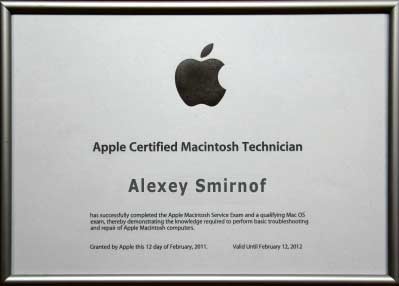 Apple Certified Macintosh Technician
Alexey Smirnof
has successfully completed the Apple Macintosh Service Exam and a qualifying Mac OS
exam, thereby demonstrating the knowledge required to perform basic troubleshooting
and repair of Apple Macintosh computers.
Granted by Apple this 12 day of February, 2011. Valid Until February 12, 2012